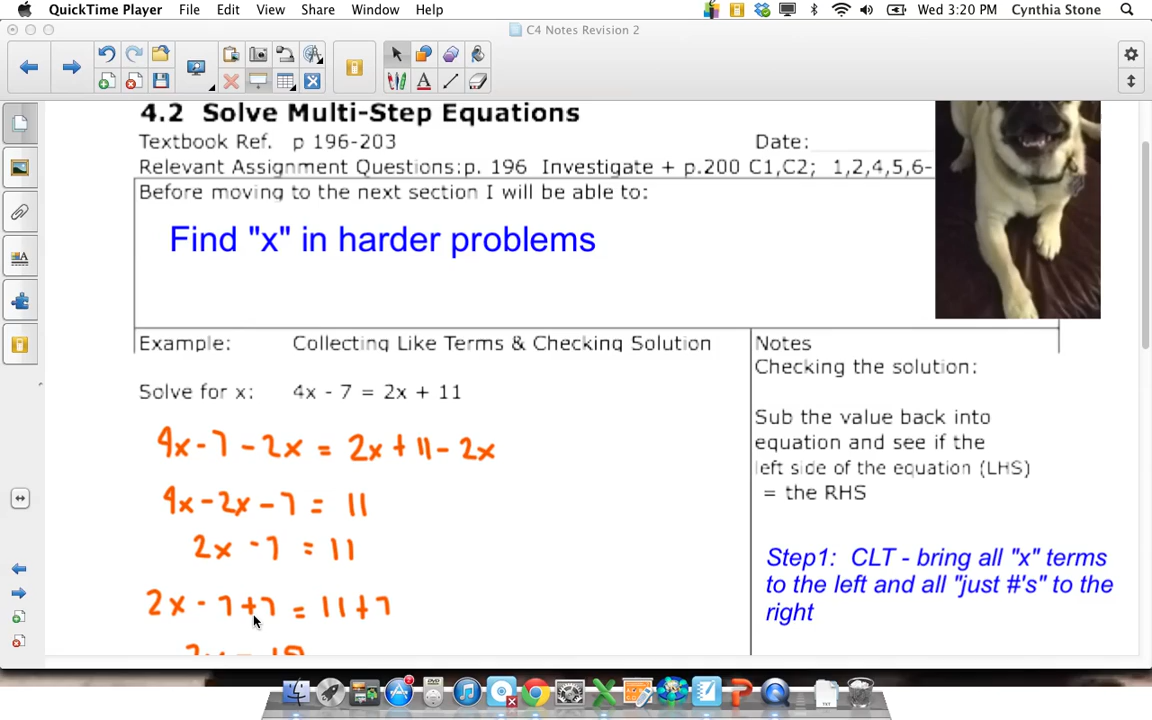 QuickTime Player File Edit View Share Window Help Wed 3:20 PM Cynthia Stone
C4 Notes Revision 2
4.2 Solve Multi-Step Equations
Textbook Ref. p 196-203 Date:
Relevant Assignment Questions:p. 196 Investigate + p.200 C1,C2; 1,2,4,5,6-
Before moving to the next section I will be able to:
Find "x" in harder problems
Example: Collecting Like Terms & Checking Solution
Solve for x: 4x - 7 = 2x + 11
4x - 7 - 2x = 2x + 11 - 2x
4x - 2x - 7 = 11
2x - 7 = 11
2x - 7 + 7 = 11 + 7
Notes
Checking the solution:
Sub the value back into
equation and see if the
left side of the equation (LHS)
= the RHS
Step1: CLT - bring all "x" terms
to the left and all "just #'s" to the
right